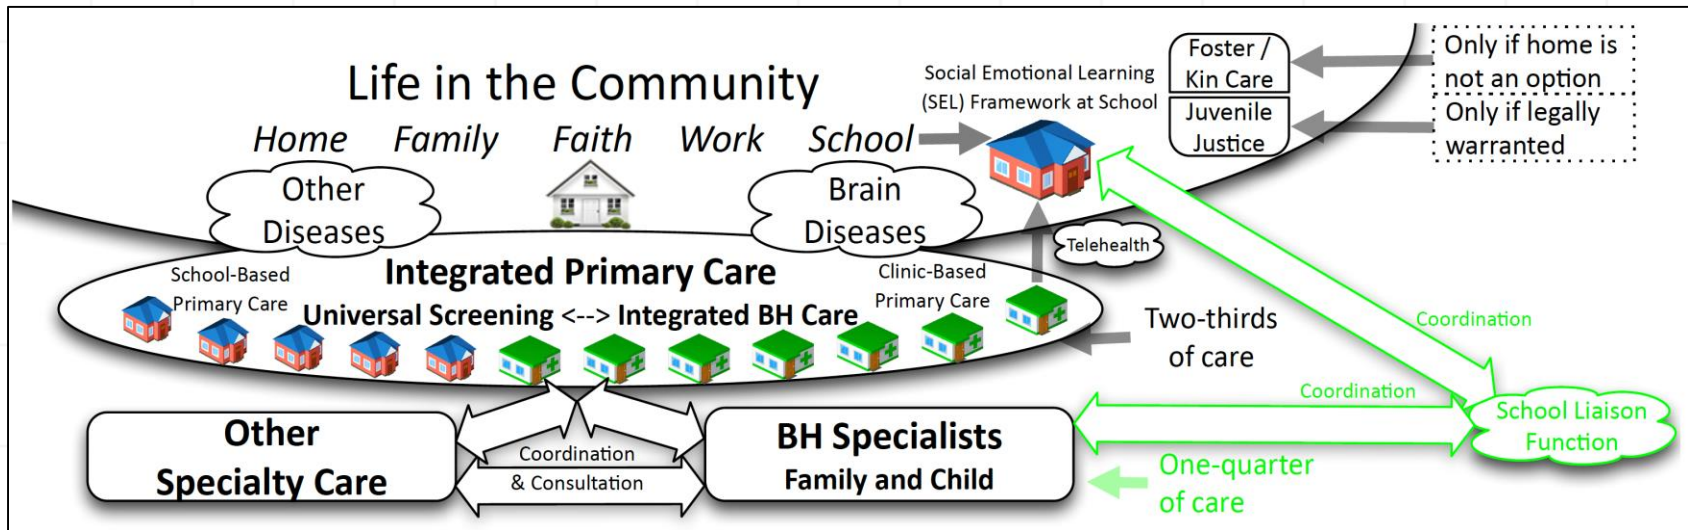 Life in the Community
Home Family Faith Work School
Social Emotional Learning
(SEL) Framework at School
Foster /
Kin Care
Juvenile
Justice
Only if home is
not an option
Only if legally
warranted
Other
Diseases
Brain
Diseases
Telehealth
School-Based
Primary Care
Integrated Primary Care
Clinic-Based
Primary Care
Universal Screening <--> Integrated BH Care
Two-thirds
of care
Coordination
Coordination
School Liaison
Function
Other
Specialty Care
Coordination
& Consultation
BH Specialists
Family and Child
One-quarter
of care